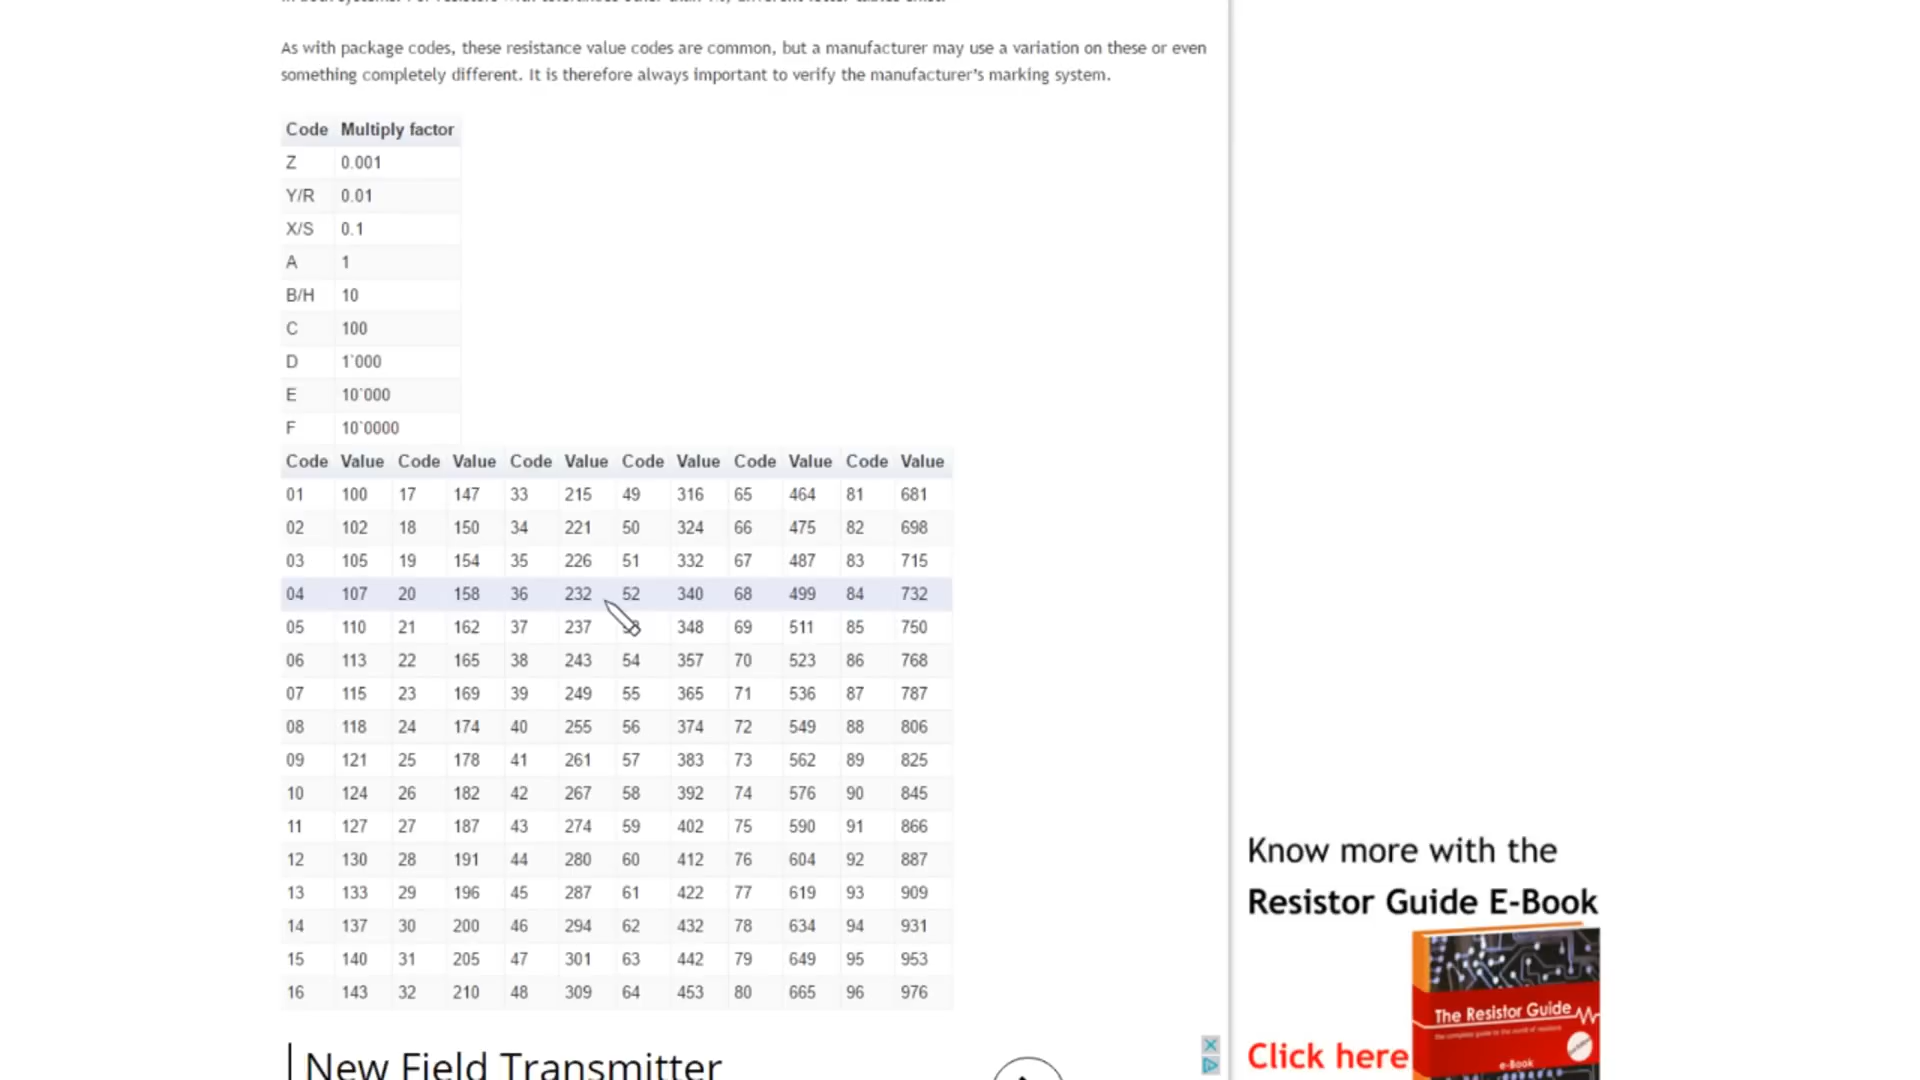 As with package codes, these resistance value codes are common, but a manufacturer may use a variation on these or even
something completely different. It is therefore always important to verify the manufacturer's marking system.
Code Multiply factor
Z 0.001
Y/R 0.01
X/S 0.1
A 1
B/H 10
C 100
D 1`000
E 10`000
F 10`0000
Code Value Code Value Code Value Code Value Code Value Code Value
01 100 17 147 33 215 49 316 65 464 81 681
02 102 18 150 34 221 50 324 66 475 82 698
03 105 19 154 35 226 51 332 67 487 83 715
04 107 20 158 36 232 52 340 68 499 84 732
05 110 21 162 37 237 348 69 511 85 750
06 113 22 165 38 243 54 357 70 523 86 768
07 115 23 169 39 249 55 365 71 536 87 787
08 118 24 174 40 255 56 374 72 549 88 806
09 121 25 178 41 261 57 383 73 562 89 825
10 124 26 182 42 267 58 392 74 576 90 845
11 127 27 187 43 274 59 402 75 590 91 866
12 130 28 191 44 280 60 412 76 604 92 887
13 133 29 196 45 287 61 422 77 619 93 909
14 137 30 200 46 294 62 432 78 634 94 931
15 140 31 205 47 301 63 442 79 649 95 953
16 143 32 210 48 309 64 453 80 665 96 976
New Field Transmitter
Know more with the
Resistor Guide E-Book
Click here
The Resistor Guide
the complete guide to the world of resistors
e-Book